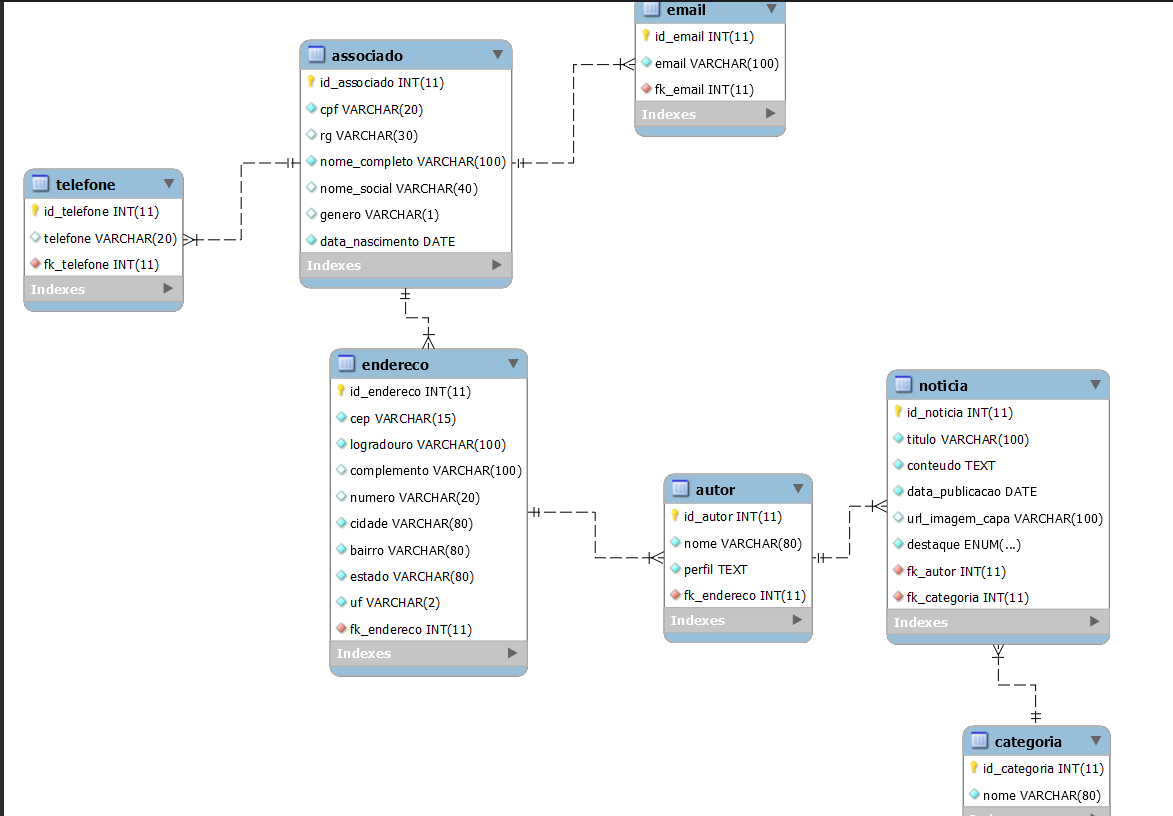 email
id_email INT(11)
email VARCHAR(100)
fk_email INT(11)
Indexes
associado
id_associado INT(11)
cpf VARCHAR(20)
rg VARCHAR(30)
nome_completo VARCHAR(100)
nome_social VARCHAR(40)
genero VARCHAR(1)
data_nascimento DATE
Indexes
telefone
id_telefone INT(11)
telefone VARCHAR(20)
fk_telefone INT(11)
Indexes
endereco
id_endereco INT(11)
cep VARCHAR(15)
logradouro VARCHAR(100)
complemento VARCHAR(100)
numero VARCHAR(20)
cidade VARCHAR(80)
bairro VARCHAR(80)
estado VARCHAR(80)
uf VARCHAR(2)
fk_endereco INT(11)
Indexes
autor
id_autor INT(11)
nome VARCHAR(80)
perfil TEXT
fk_endereco INT(11)
Indexes
noticia
id_noticia INT(11)
titulo VARCHAR(100)
conteudo TEXT
data_publicacao DATE
url_imagem_capa VARCHAR(100)
destaque ENUM(...)
fk_autor INT(11)
fk_categoria INT(11)
Indexes
categoria
id_categoria INT(11)
nome VARCHAR(80)